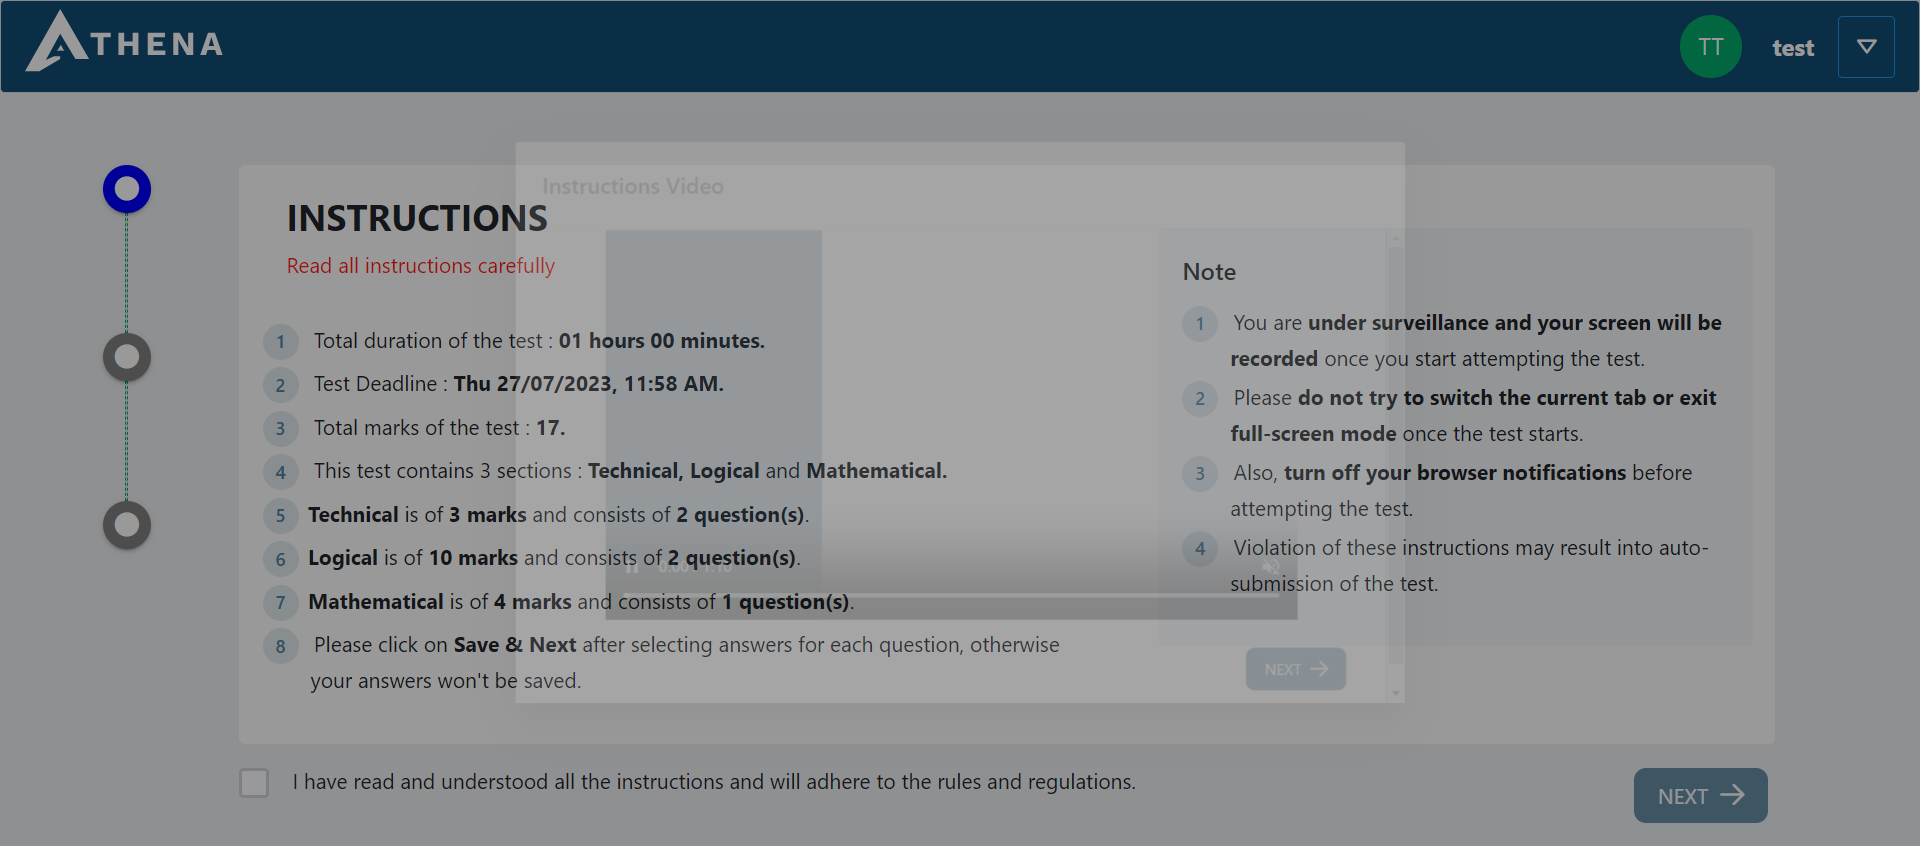 ATHENA
TT
test
Instructions Video
INSTRUCTIONS
Read all instructions carefully
1 Total duration of the test : 01 hours 00 minutes.
2 Test Deadline : Thu 27/07/2023, 11:58 AM.
3 Total marks of the test : 17.
4 This test contains 3 sections : Technical, Logical and Mathematical.
5 Technical is of 3 marks and consists of 2 question(s).
6 Logical is of 10 marks and consists of 2 question(s).
7 Mathematical is of 4 marks and consists of 1 question(s).
8 Please click on Save & Next after selecting answers for each question, otherwise
your answers won't be saved.
Note
1 You are under surveillance and your screen will be
recorded once you start attempting the test.
2 Please do not try to switch the current tab or exit
full-screen mode once the test starts.
3 Also, turn off your browser notifications before
attempting the test.
4 Violation of these instructions may result into auto-
submission of the test.
NEXT
I have read and understood all the instructions and will adhere to the rules and regulations.
NEXT